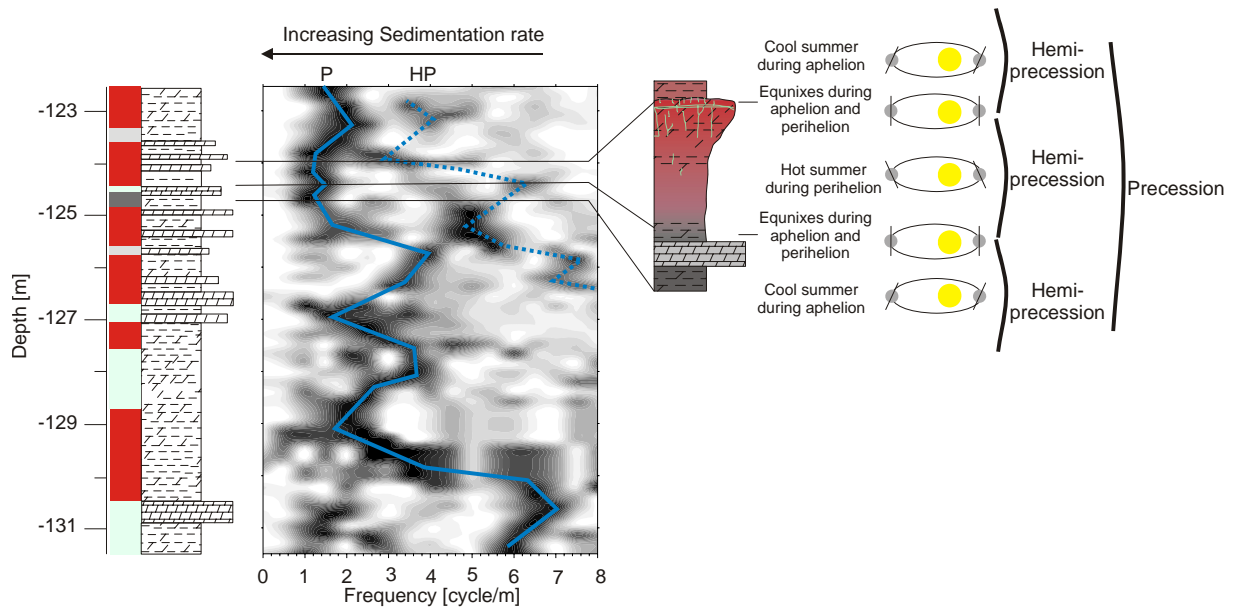 Increasing Sedimentation rate
P
HP
Depth [m]
-123
-125
-127
-129
-131
0
1
2
3
4
5
6
7
8
Frequency [cycle/m]
Cool summer
during aphelion
Equnixes during
aphelion and
perihelion
Hot summer
during perihelion
Equnixes during
aphelion and
perihelion
Cool summer
during aphelion
Hemi-
precession
Hemi-
precession
Hemi-
precession
Precession